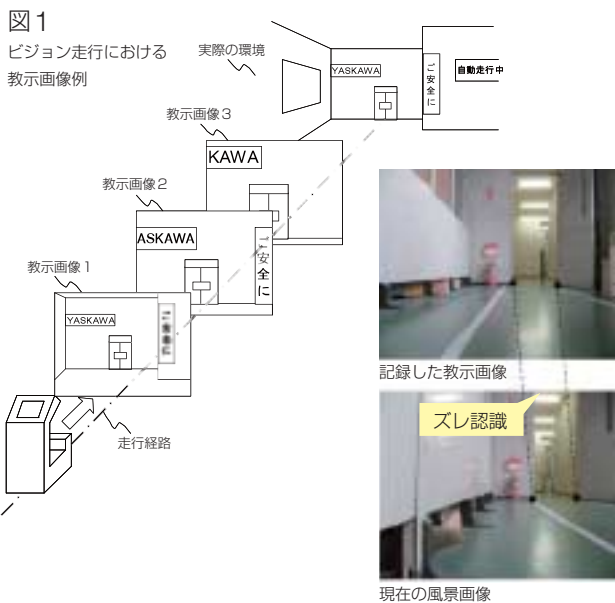 図1
ビジョン走行における
教示画像例
実際の環境
YASKAWA
ご安全に
自動走行中
教示画像3
KAWA
教示画像2
ASKAWA
ご安全に
教示画像1
YASKAWA
走行経路
記録した教示画像
ズレ認識
現在の風景画像